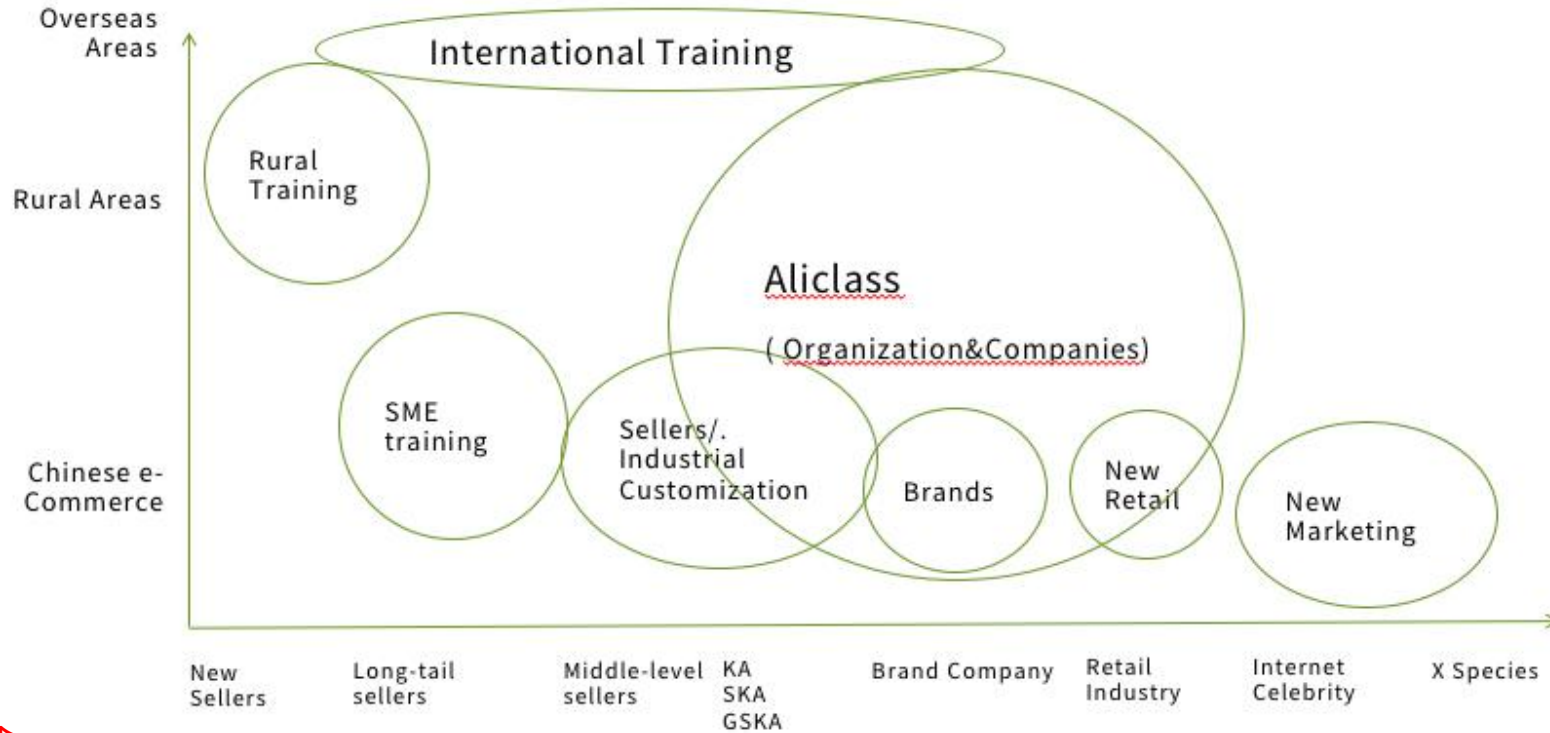 Overseas
Areas
International Training
Rural
Training
Rural Areas
Aliclass
( Organization&Companies)
SME
training
Sellers/.
Industrial
Customization
Brands
New
Retail
New
Marketing
Chinese e-
Commerce
New
Sellers
Long-tail
sellers
Middle-level
sellers
KA
SKA
GSKA
Brand Company
Retail
Industry
Internet
Celebrity
X Species